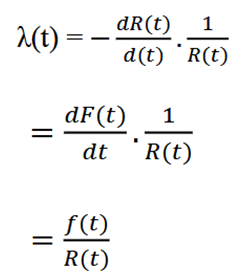 λ(t) = − dR(t)/d(t) . 1/R(t)
= dF(t)/dt . 1/R(t)
= f(t)/R(t)